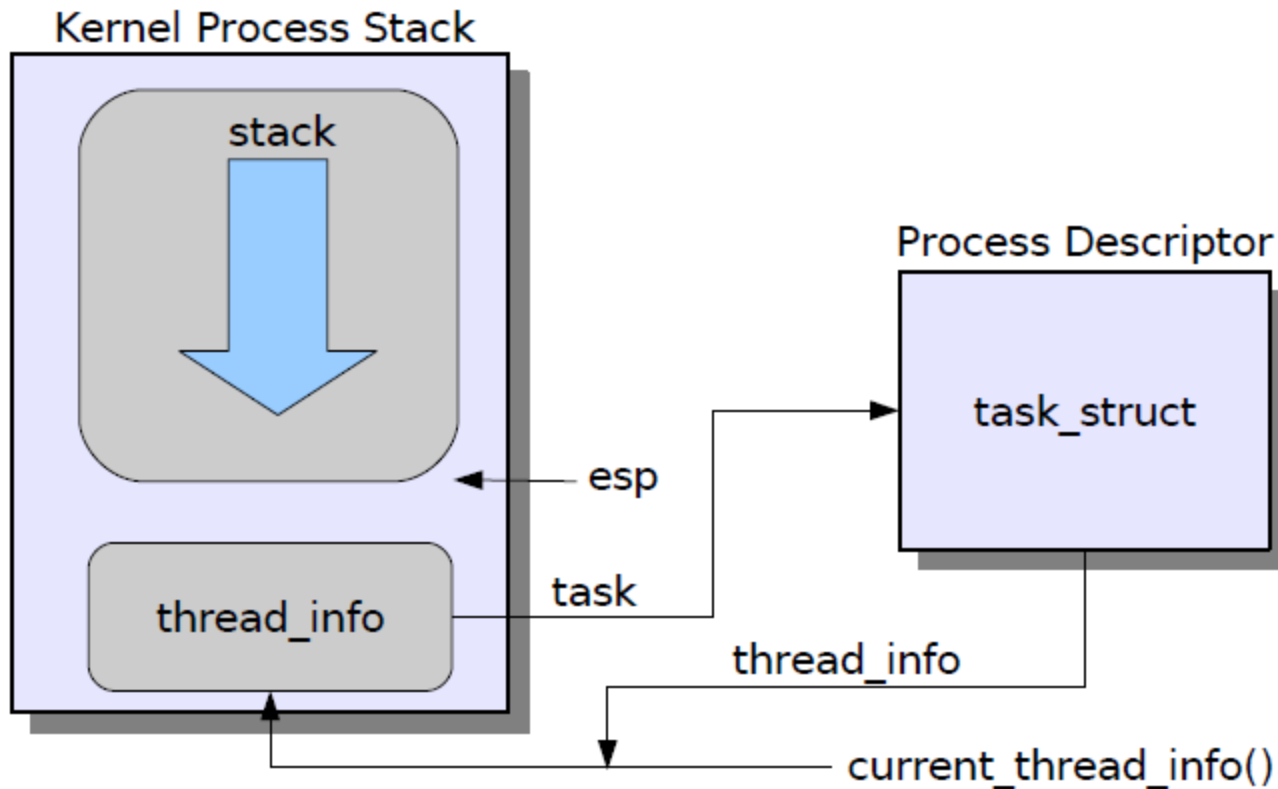 Kernel Process Stack
stack
Process Descriptor
task_struct
esp
task
thread_info
thread_info
current_thread_info()